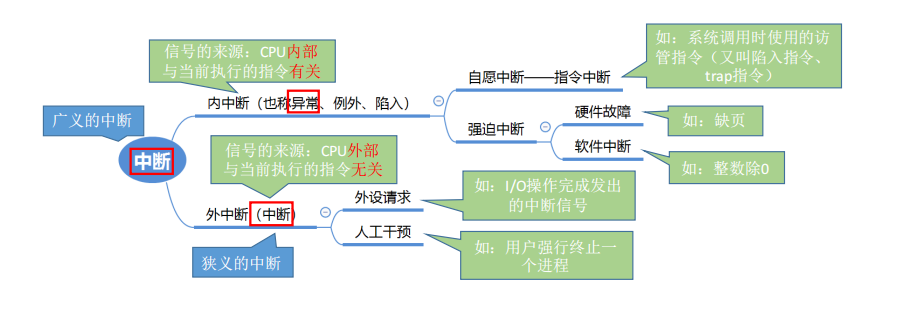 信号的来源：CPU内部
与当前执行的指令有关
如：系统调用时使用的访
管指令（又叫陷入指令、
trap指令）
自愿中断——指令中断
内中断（也称异常、例外、陷入）
硬件故障
如：缺页
强迫中断
软件中断
如：整数除0
广义的中断
中断
信号的来源：CPU外部
与当前执行的指令无关
外设请求
如：I/O操作完成发出
的中断信号
外中断（中断）
人工干预
如：用户强行终止一
个进程
狭义的中断